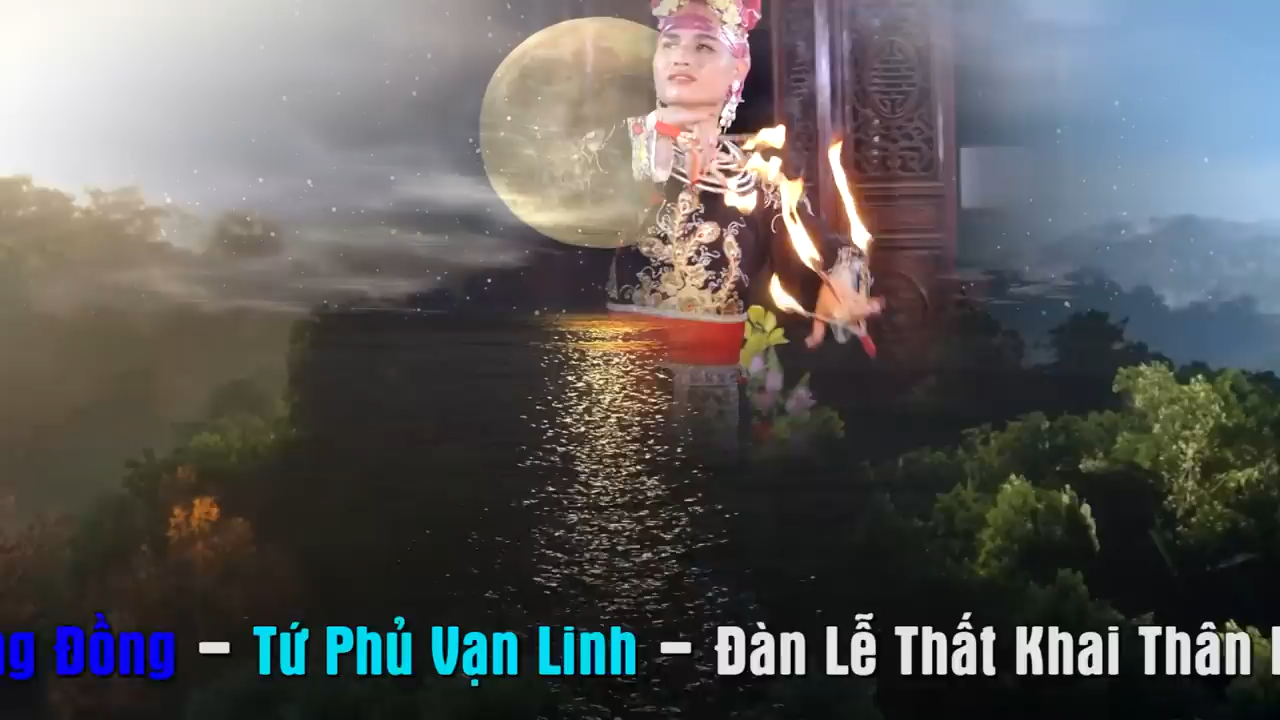 Đồng – Tứ Phủ Vạn Linh – Đàn Lễ Thất Khai Thân